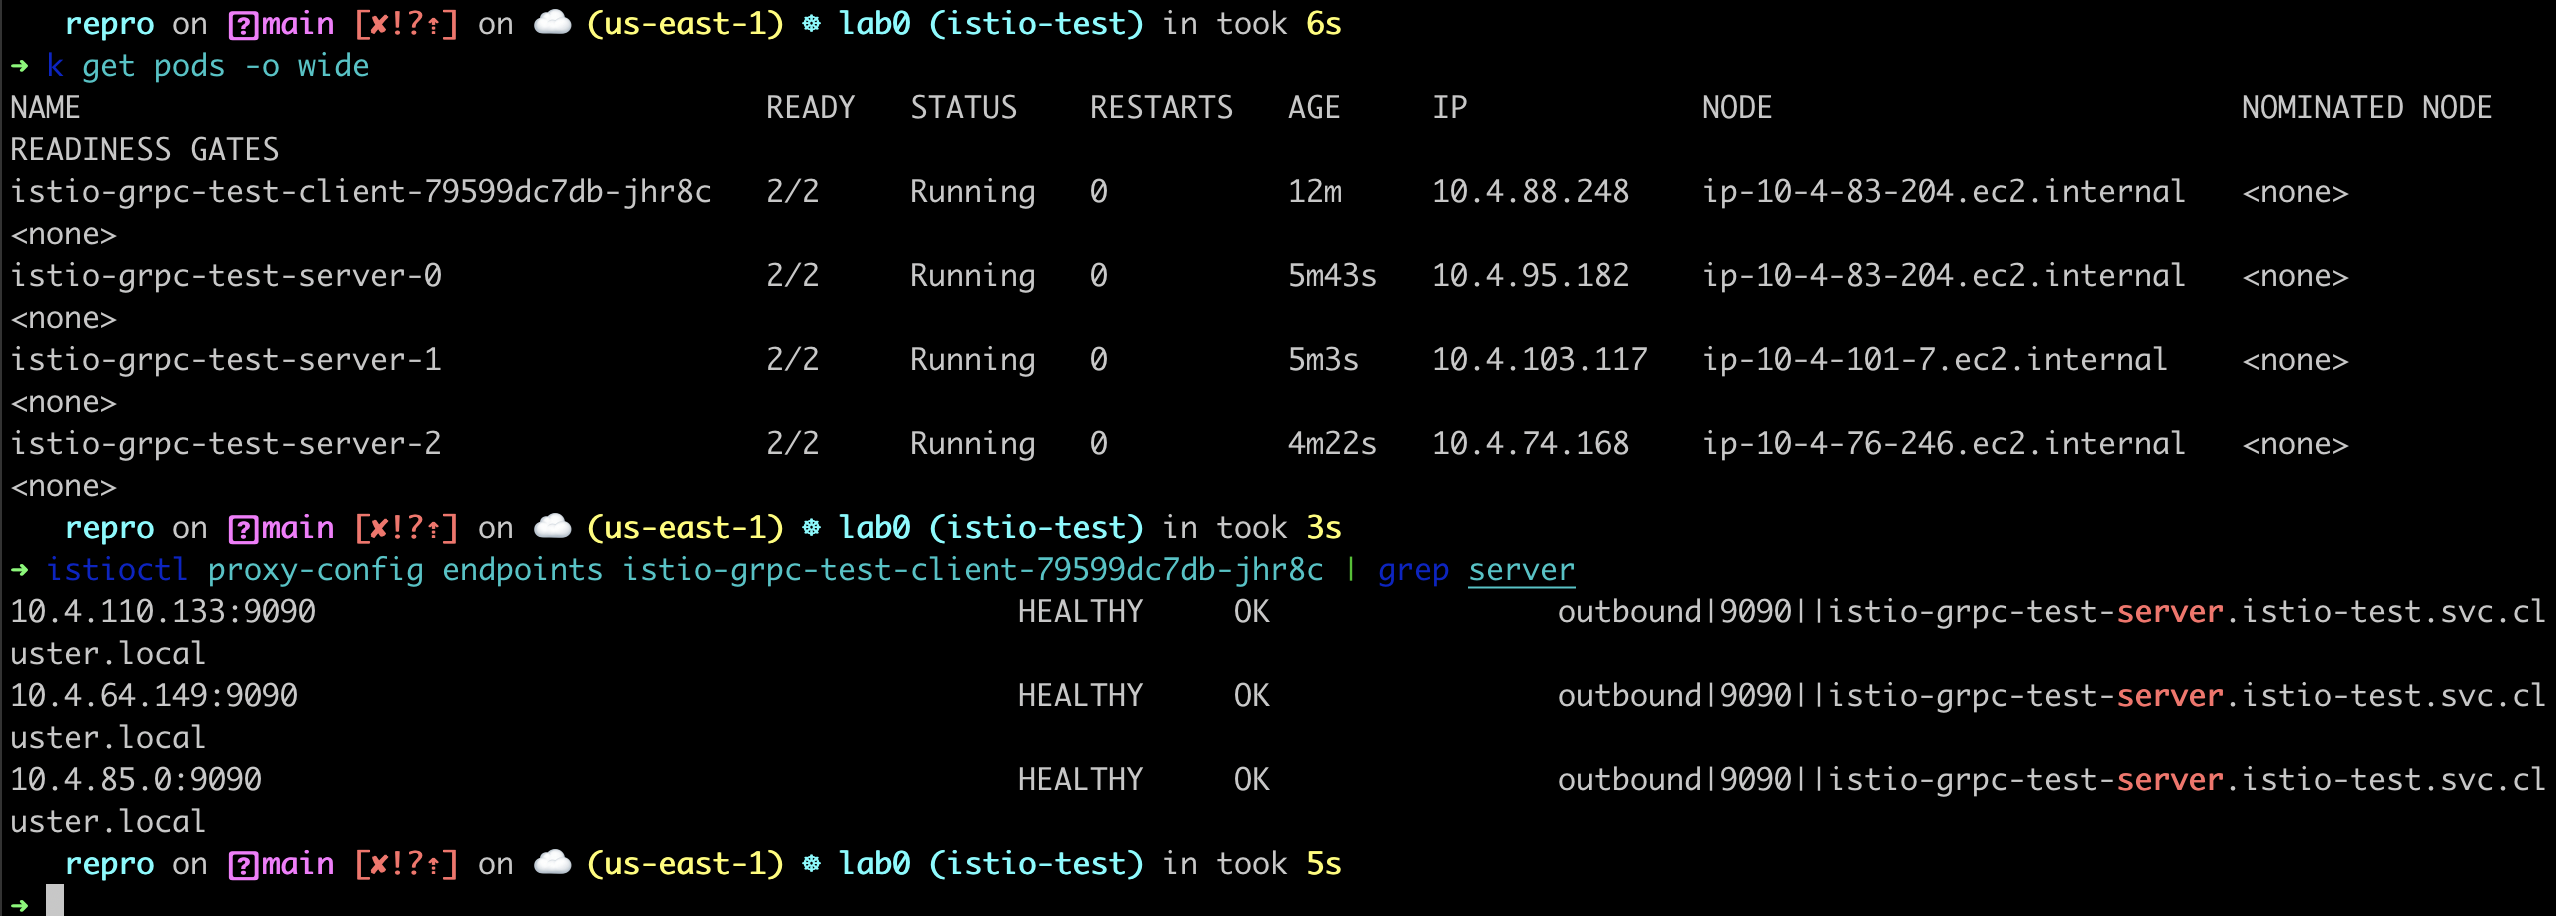 repro on ?main [✘!?⇡] on ☁️ (us-east-1) ☸ lab0 (istio-test) in took 6s
➜ k get pods -o wide
NAME READY STATUS RESTARTS AGE IP NODE NOMINATED NODE
READINESS GATES
istio-grpc-test-client-79599dc7db-jhr8c 2/2 Running 0 12m 10.4.88.248 ip-10-4-83-204.ec2.internal <none>
<none>
istio-grpc-test-server-0 2/2 Running 0 5m43s 10.4.95.182 ip-10-4-83-204.ec2.internal <none>
<none>
istio-grpc-test-server-1 2/2 Running 0 5m3s 10.4.103.117 ip-10-4-101-7.ec2.internal <none>
<none>
istio-grpc-test-server-2 2/2 Running 0 4m22s 10.4.74.168 ip-10-4-76-246.ec2.internal <none>
<none>
repro on ?main [✘!?⇡] on ☁️ (us-east-1) ☸ lab0 (istio-test) in took 3s
➜ istioctl proxy-config endpoints istio-grpc-test-client-79599dc7db-jhr8c | grep server
10.4.110.133:9090 HEALTHY OK outbound|9090||istio-grpc-test-server.istio-test.svc.cl
uster.local
10.4.64.149:9090 HEALTHY OK outbound|9090||istio-grpc-test-server.istio-test.svc.cl
uster.local
10.4.85.0:9090 HEALTHY OK outbound|9090||istio-grpc-test-server.istio-test.svc.cl
uster.local
repro on ?main [✘!?⇡] on ☁️ (us-east-1) ☸ lab0 (istio-test) in took 5s
➜